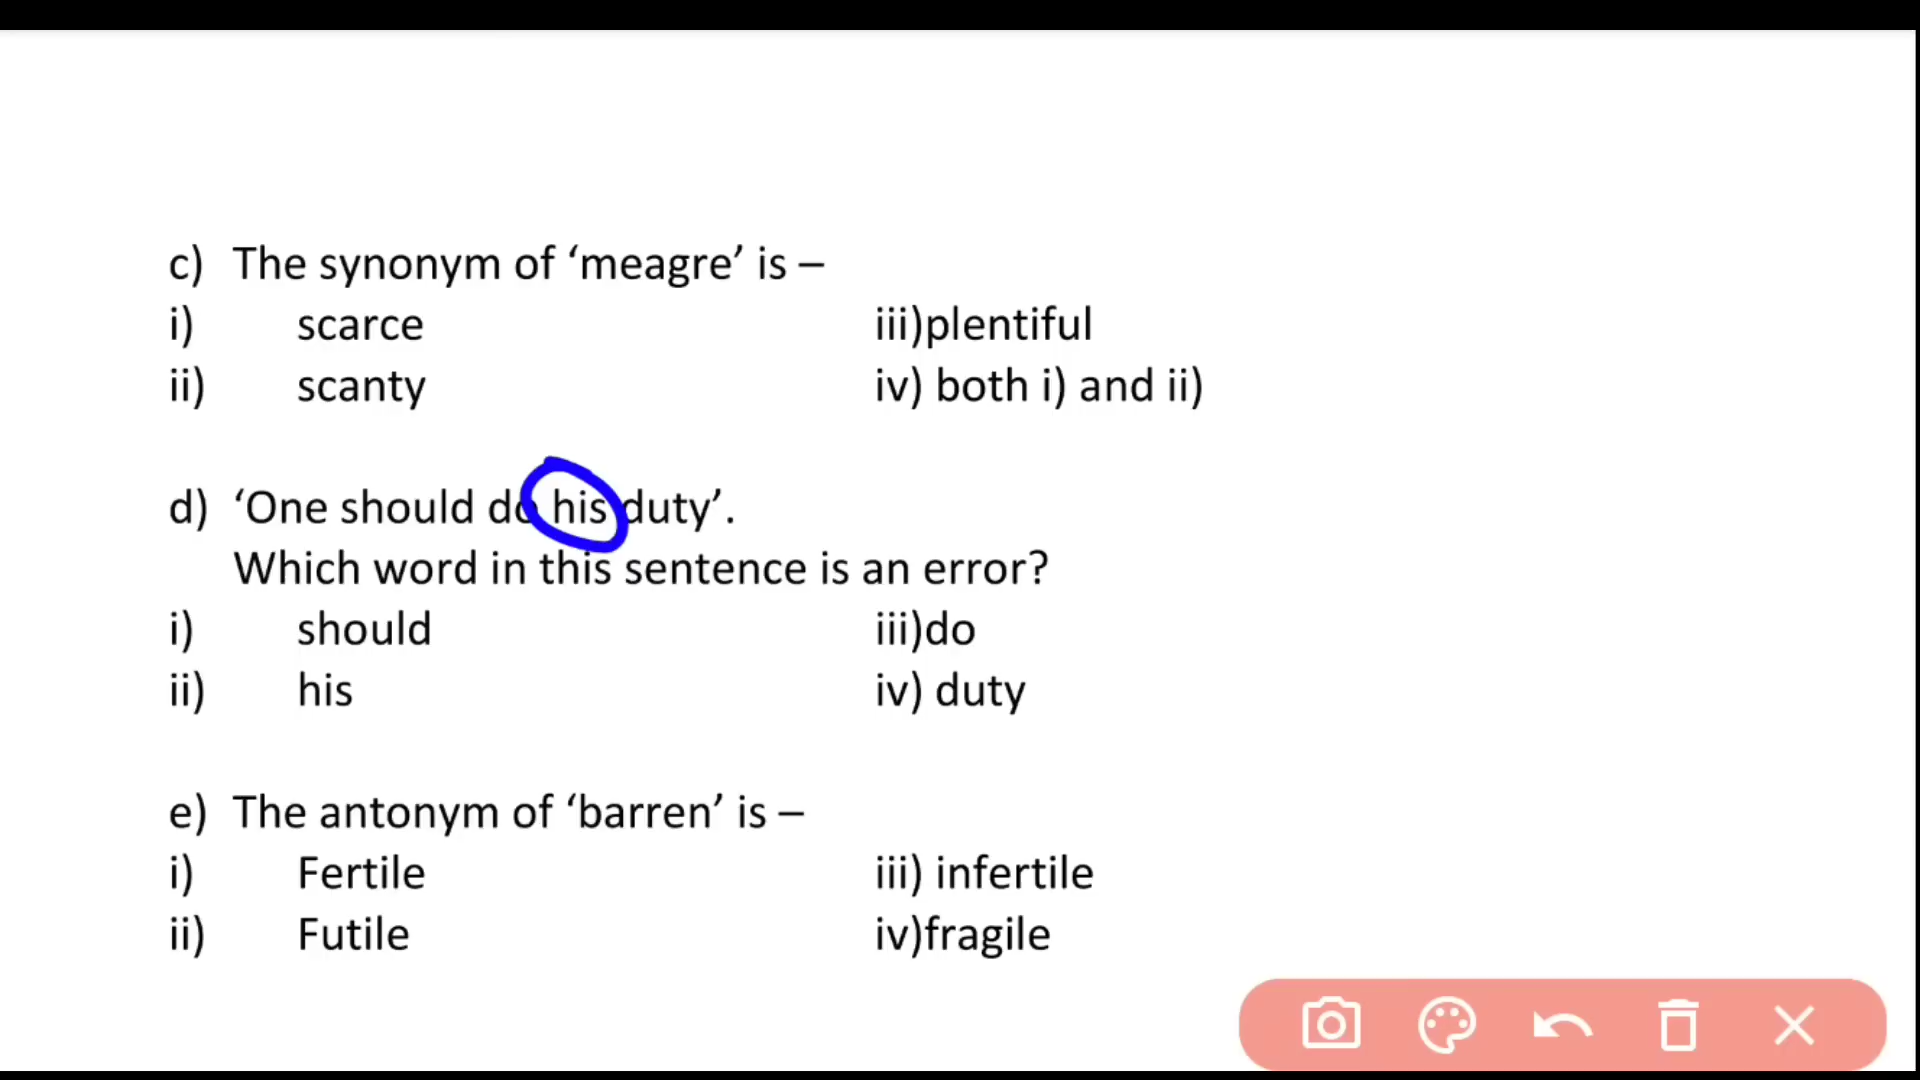 c) The synonym of ‘meagre’ is –
i) scarce iii)plentiful
ii) scanty iv) both i) and ii)
d) ‘One should do his duty’.
Which word in this sentence is an error?
i) should iii)do
ii) his iv) duty
e) The antonym of ‘barren’ is –
i) Fertile iii) infertile
ii) Futile iv)fragile